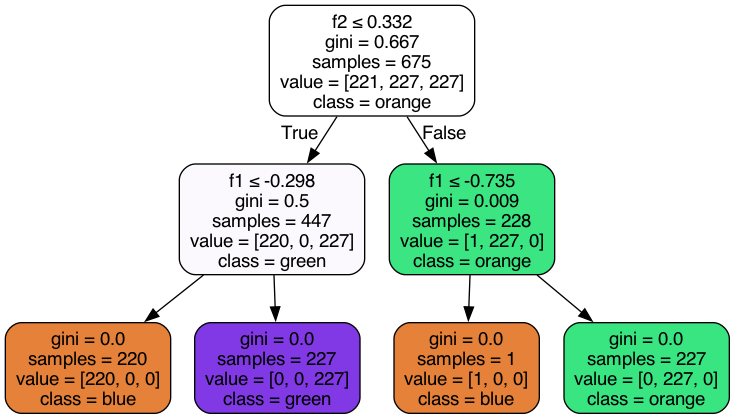 f2 ≤ 0.332
gini = 0.667
samples = 675
value = [221, 227, 227]
class = orange
True
False
f1 ≤ -0.298
gini = 0.5
samples = 447
value = [220, 0, 227]
class = green
f1 ≤ -0.735
gini = 0.009
samples = 228
value = [1, 227, 0]
class = orange
gini = 0.0
samples = 220
value = [220, 0, 0]
class = blue
gini = 0.0
samples = 227
value = [0, 0, 227]
class = green
gini = 0.0
samples = 1
value = [1, 0, 0]
class = blue
gini = 0.0
samples = 227
value = [0, 227, 0]
class = orange